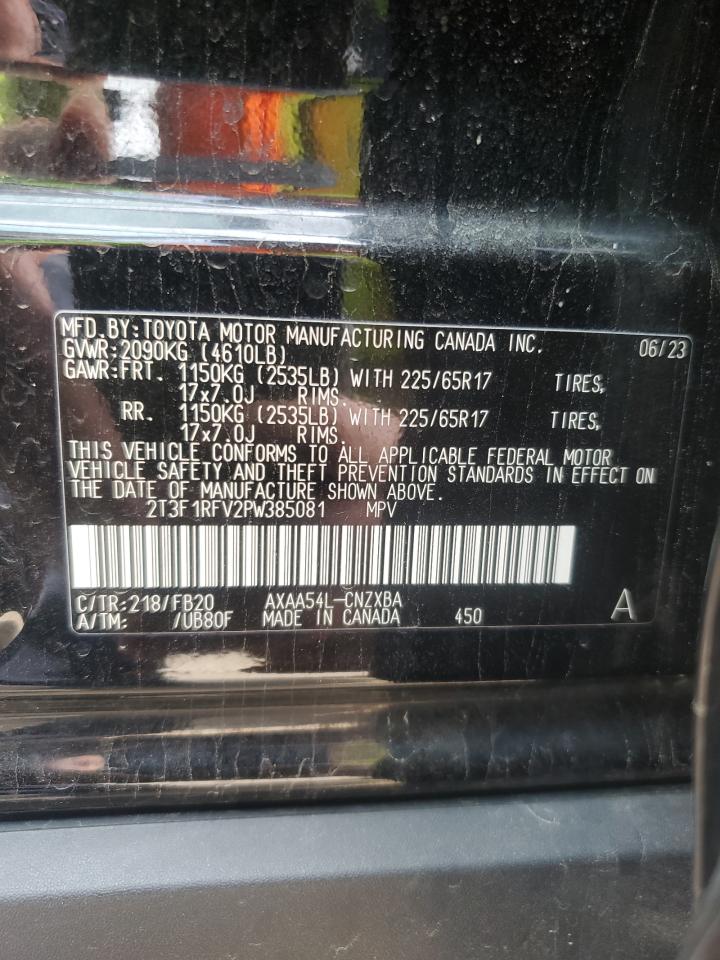 MFD.BY:TOYOTA MOTOR MANUFACTURING CANADA INC. 06/23
GVWR:2090KG (4610LB)
GAWR:FRT. 1150KG (2535LB) WITH 225/65R17 TIRES,
17x7.0J RIMS.
RR. 1150KG (2535LB) WITH 225/65R17 TIRES,
17x7.0J RIMS.
THIS VEHICLE CONFORMS TO ALL APPLICABLE FEDERAL MOTOR
VEHICLE SAFETY AND THEFT PREVENTION STANDARDS IN EFFECT ON
THE DATE OF MANUFACTURE SHOWN ABOVE.
2T3F1RFV2PW385081 MPV
C/TR:218/FB20 AXAA54L-CNZXBA A
A/TM: /UB80F MADE IN CANADA 450